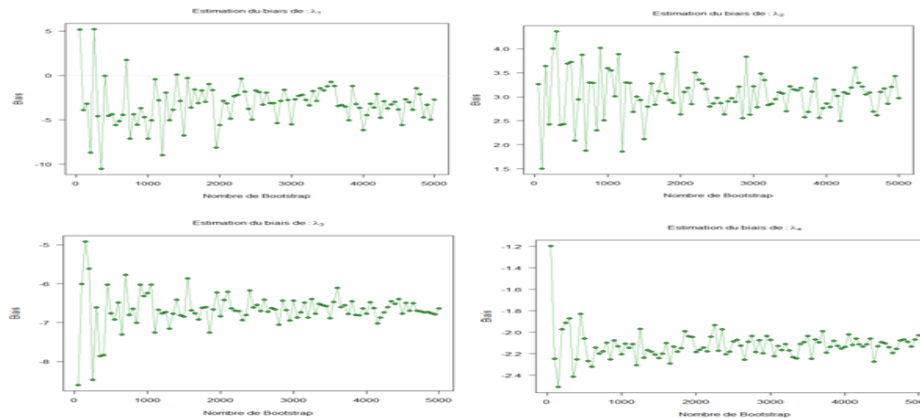 Estimation du biais de : λ₁
Biais
5
0
-5
-10
0 1000 2000 3000 4000 5000
Nombre de Bootstrap
Estimation du biais de : λ₂
Biais
4.0
3.5
3.0
2.5
2.0
1.5
0 1000 2000 3000 4000 5000
Nombre de Bootstrap
Estimation du biais de : λ₃
Biais
-5
-6
-7
-8
0 1000 2000 3000 4000 5000
Nombre de Bootstrap
Estimation du biais de : λ₄
Biais
-1.2
-1.4
-1.6
-1.8
-2.0
-2.2
-2.4
0 1000 2000 3000 4000 5000
Nombre de Bootstrap